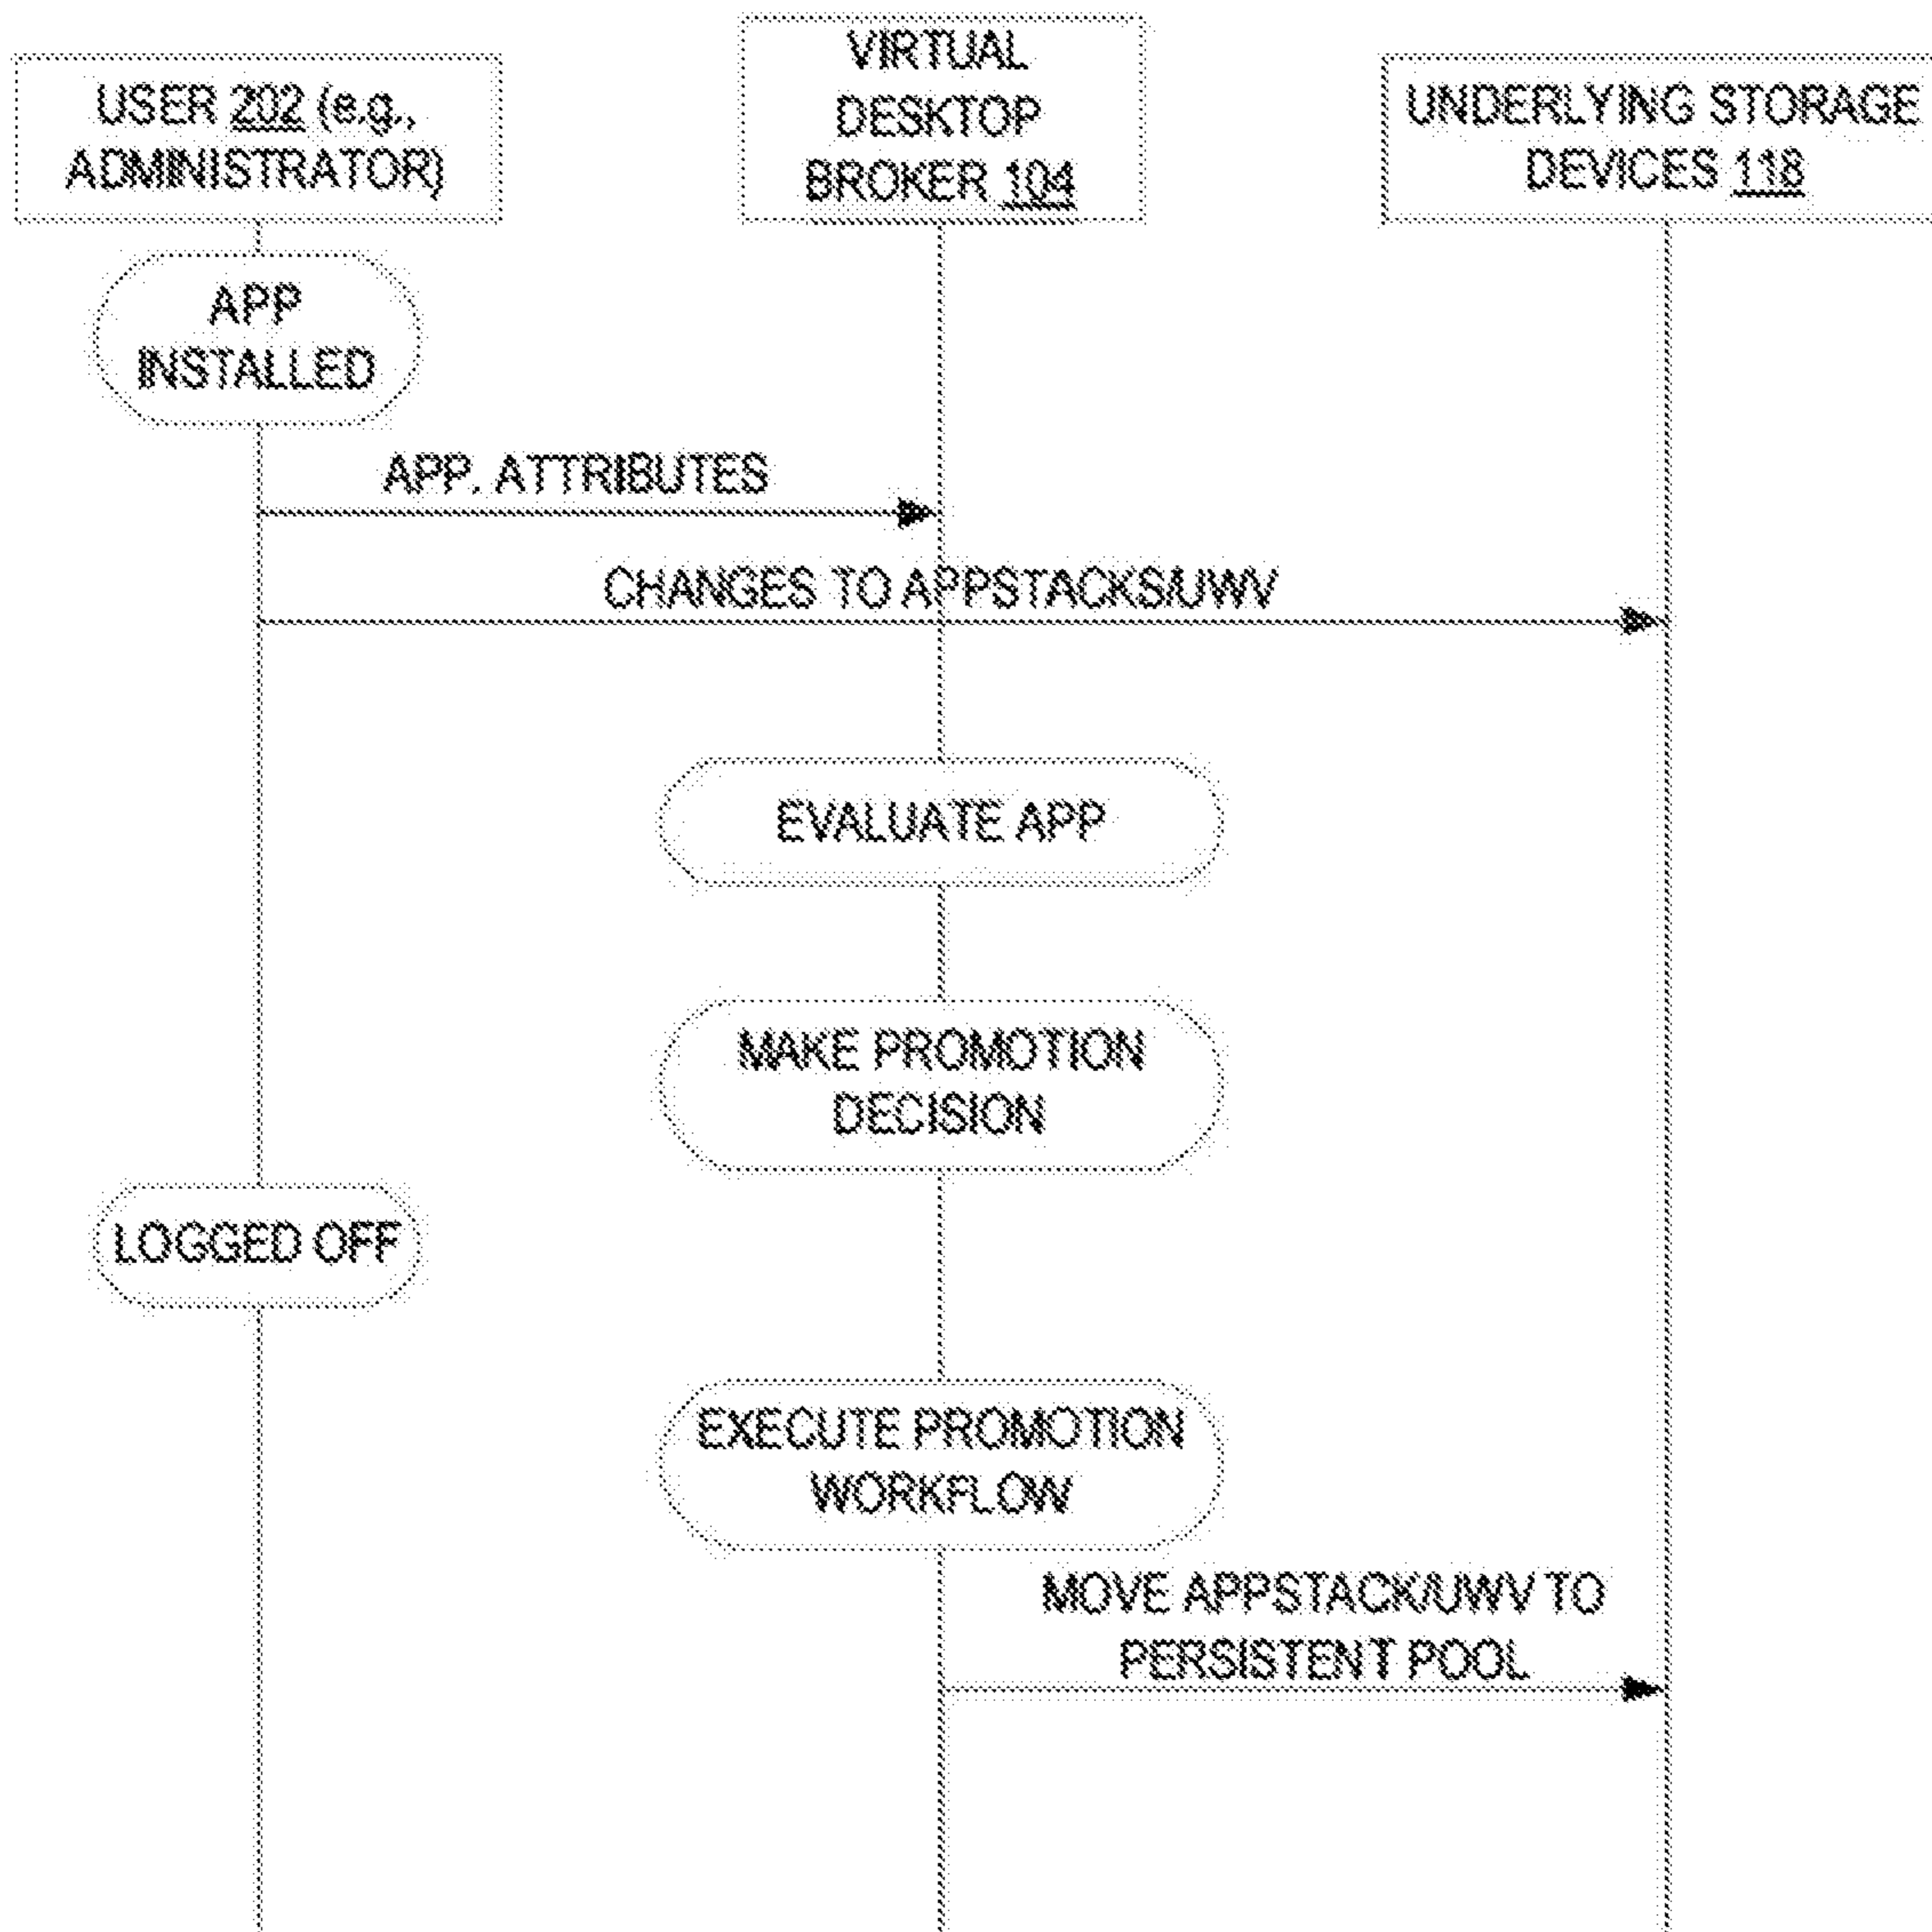 USER 202 (e.g.,
ADMINISTRATOR)
VIRTUAL
DESKTOP
BROKER 104
UNDERLYING STORAGE
DEVICES 118
APP
INSTALLED
APP. ATTRIBUTES
CHANGES TO APPSTACKS/UWV
EVALUATE APP
MAKE PROMOTION
DECISION
LOGGED OFF
EXECUTE PROMOTION
WORKFLOW
MOVE APPSTACK/UWV TO
PERSISTENT POOL